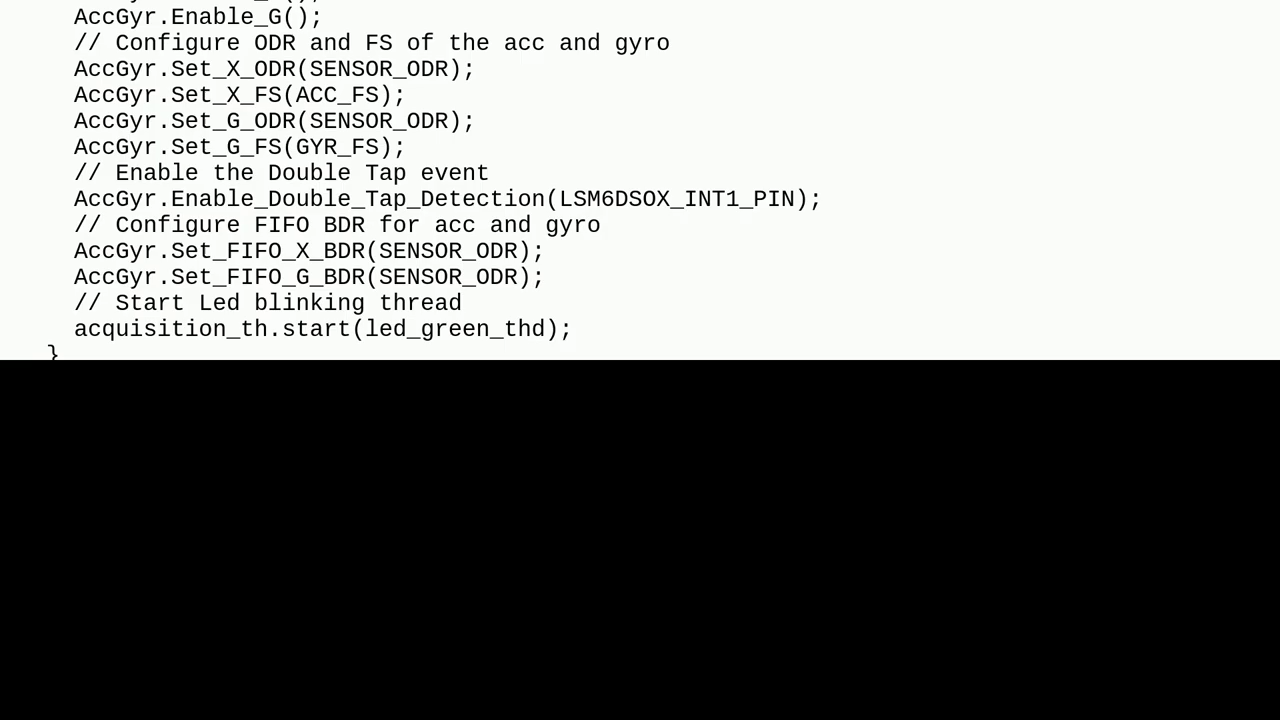 AccGyr.Enable_G();
// Configure ODR and FS of the acc and gyro
AccGyr.Set_X_ODR(SENSOR_ODR);
AccGyr.Set_X_FS(ACC_FS);
AccGyr.Set_G_ODR(SENSOR_ODR);
AccGyr.Set_G_FS(GYR_FS);
// Enable the Double Tap event
AccGyr.Enable_Double_Tap_Detection(LSM6DSOX_INT1_PIN);
// Configure FIFO BDR for acc and gyro
AccGyr.Set_FIFO_X_BDR(SENSOR_ODR);
AccGyr.Set_FIFO_G_BDR(SENSOR_ODR);
// Start Led blinking thread
acquisition_th.start(led_green_thd);
}